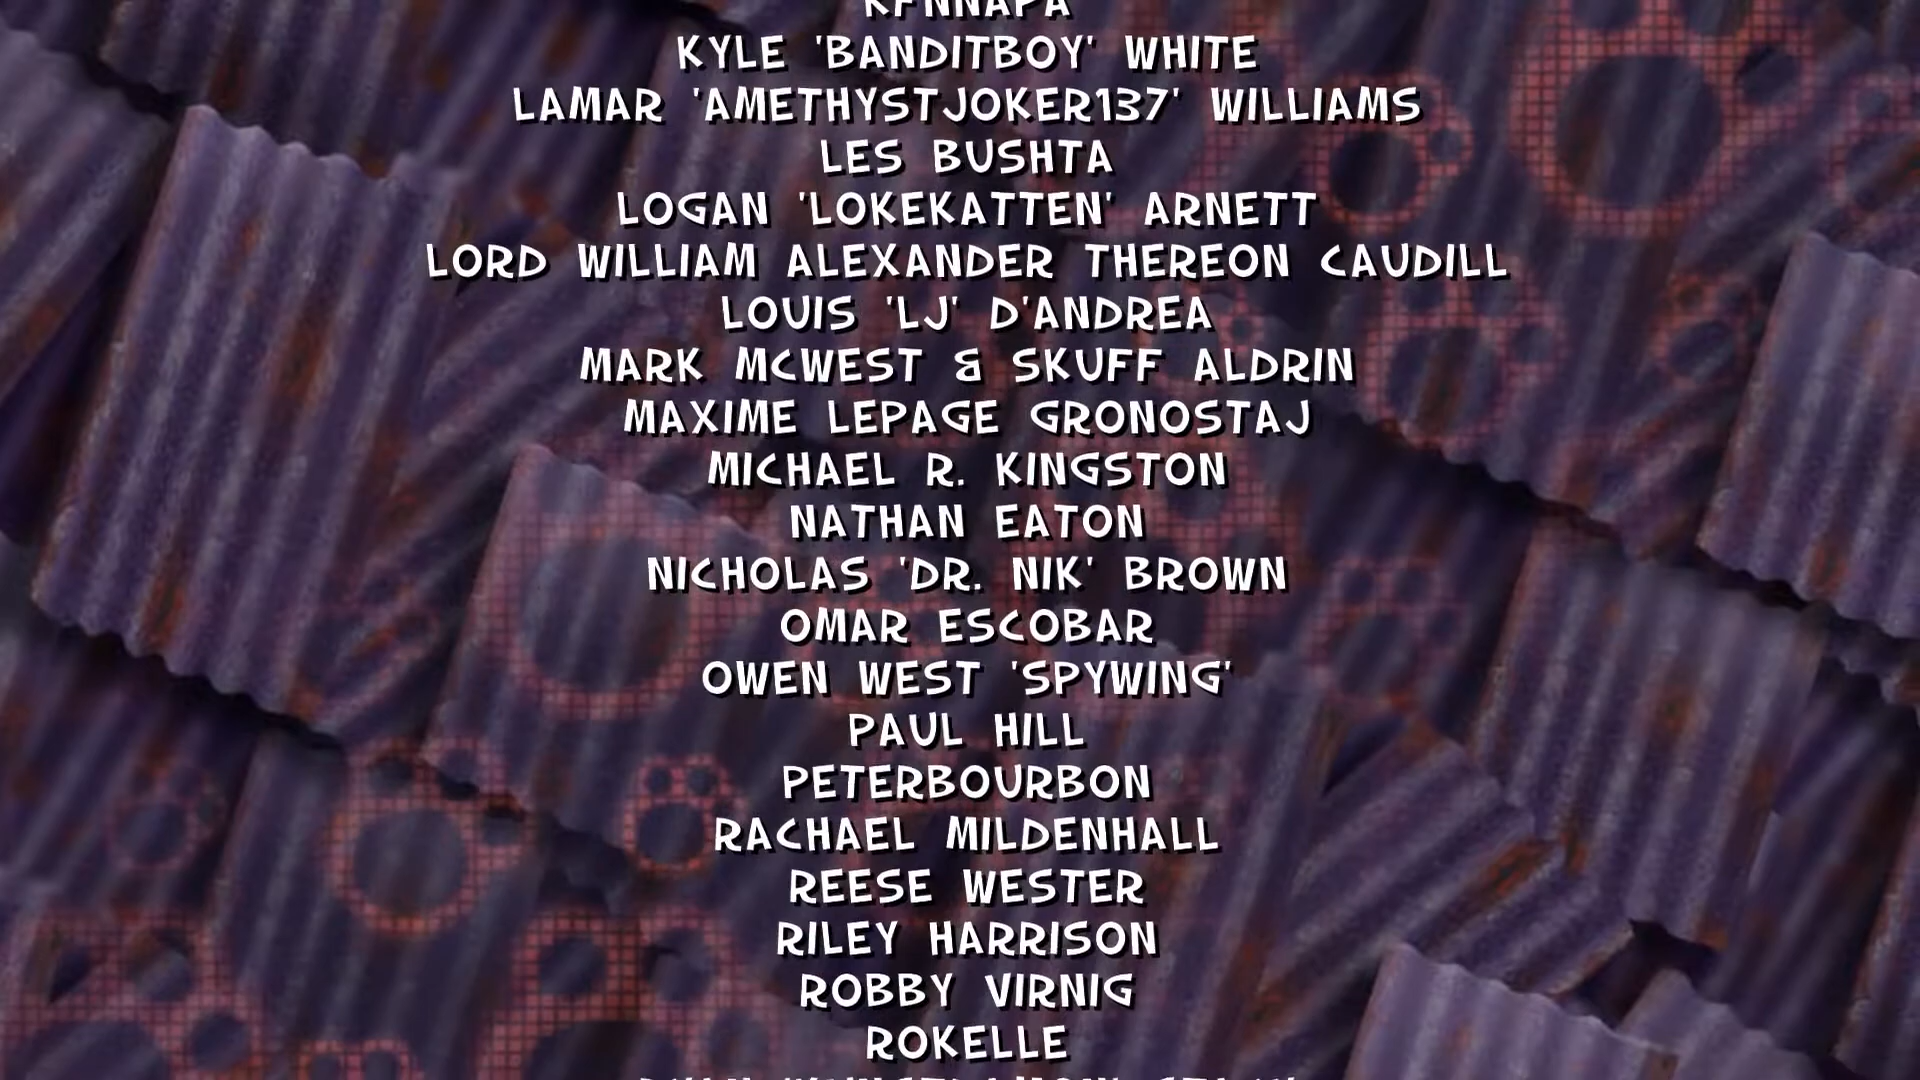 KYLE 'BANDITBOY' WHITE
LAMAR 'AMETHYSTJOKER137' WILLIAMS
LES BUSHTA
LOGAN 'LOKEKATTEN' ARNETT
LORD WILLIAM ALEXANDER THEREON CAUDILL
LOUIS 'LJ' D'ANDREA
MARK MCWEST & SKUFF ALDRIN
MAXIME LEPAGE GRONOSTAJ
MICHAEL R. KINGSTON
NATHAN EATON
NICHOLAS 'DR. NIK' BROWN
OMAR ESCOBAR
OWEN WEST 'SPYWING'
PAUL HILL
PETERBOURBON
RACHAEL MILDENHALL
REESE WESTER
RILEY HARRISON
ROBBY VIRNIG
ROKELLE